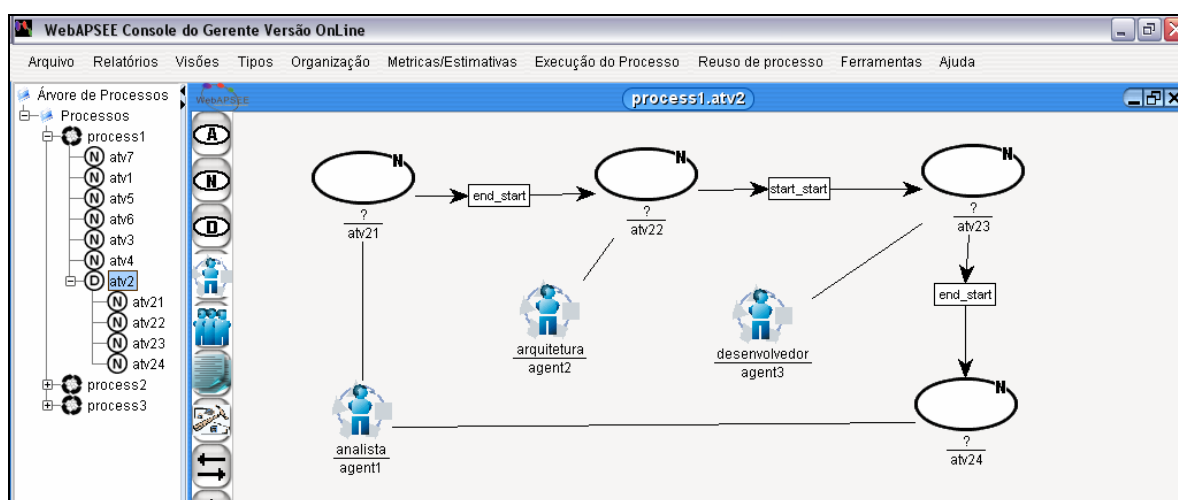 WebAPSEE Console do Gerente Versão OnLine
Arquivo Relatórios Visões Tipos Organização Metricas/Estimativas Execução do Processo Reuso de processo Ferramentas Ajuda
Árvore de Processos
Processos
process1
N atv7
N atv1
N atv5
N atv6
N atv3
N atv4
D atv2
N atv21
N atv22
N atv23
N atv24
process2
process3
WebAPSEE
A
N
D
process1.atv2
N
?
atv21
end_start
N
?
atv22
start_start
N
?
atv23
end_start
arquitetura
agent2
desenvolvedor
agent3
analista
agent1
N
?
atv24